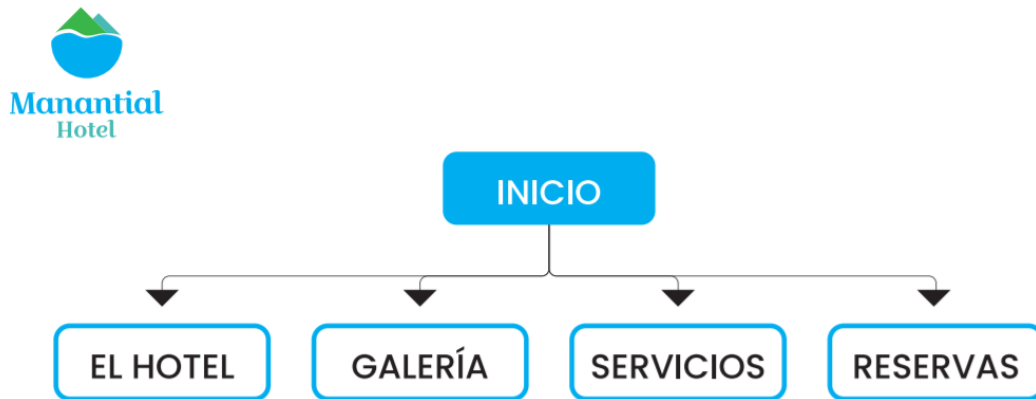 Manantial
Hotel
INICIO
EL HOTEL
GALERÍA
SERVICIOS
RESERVAS